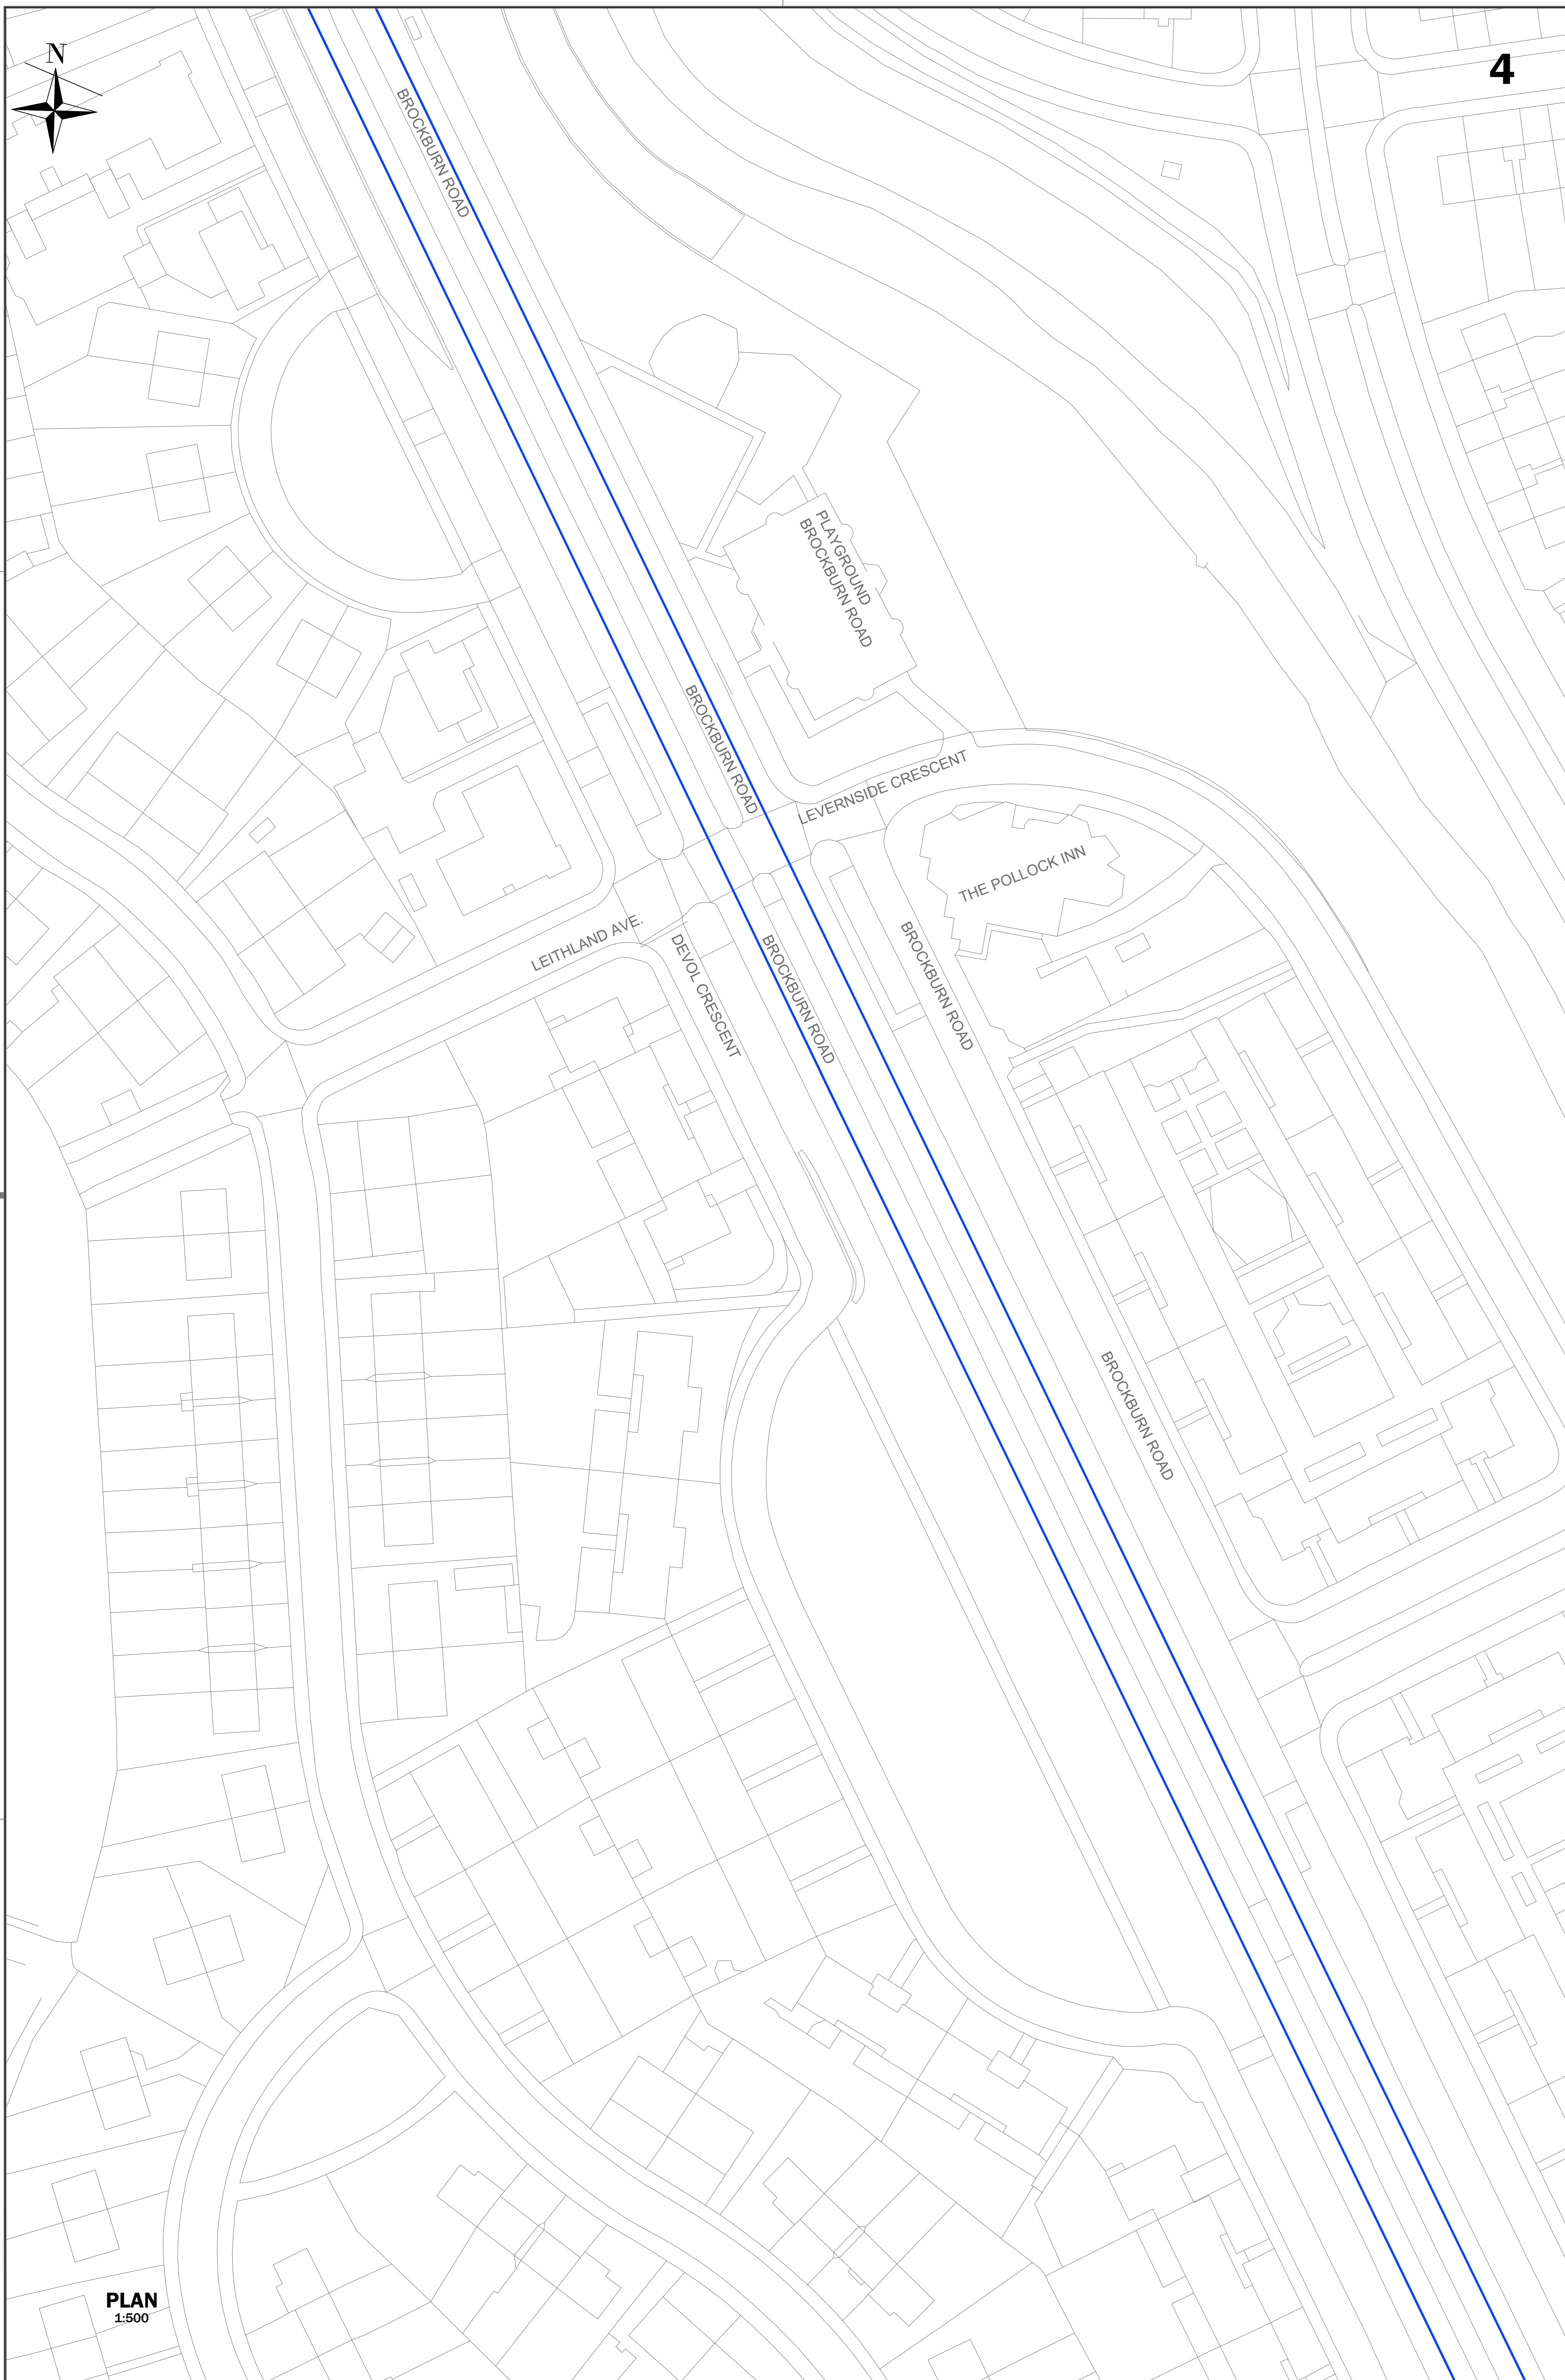 N
4
BROCKBURN ROAD
PLAYGROUND
BROCKBURN ROAD
BROCKBURN ROAD
LEVERNSIDE CRESCENT
THE POLLOCK INN
LEITHLAND AVE.
DEVOL CRESCENT
BROCKBURN ROAD
BROCKBURN ROAD
BROCKBURN ROAD
PLAN
1:500